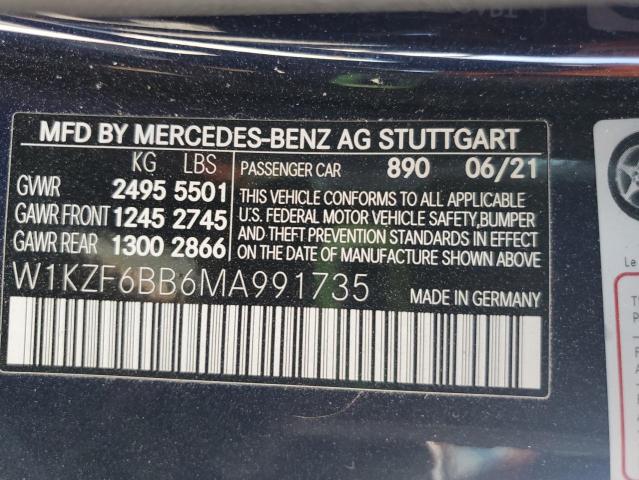 MFD BY MERCEDES-BENZ AG STUTTGART
KG LBS
PASSENGER CAR 890 06/21
GVWR 2495 5501
GAWR FRONT 1245 2745
GAWR REAR 1300 2866
THIS VEHICLE CONFORMS TO ALL APPLICABLE
U.S. FEDERAL MOTOR VEHICLE SAFETY,BUMPER
AND THEFT PREVENTION STANDARDS IN EFFECT
ON THE DATE OF MANUFACTURE SHOWN ABOVE
W1KZF6BB6MA991735
MADE IN GERMANY
Le